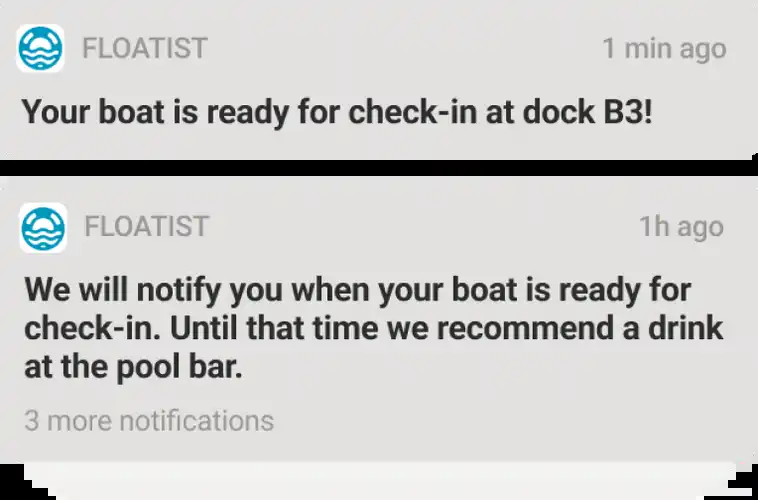 FLOATIST 1 min ago
Your boat is ready for check-in at dock B3!
FLOATIST 1h ago
We will notify you when your boat is ready for
check-in. Until that time we recommend a drink
at the pool bar.
3 more notifications